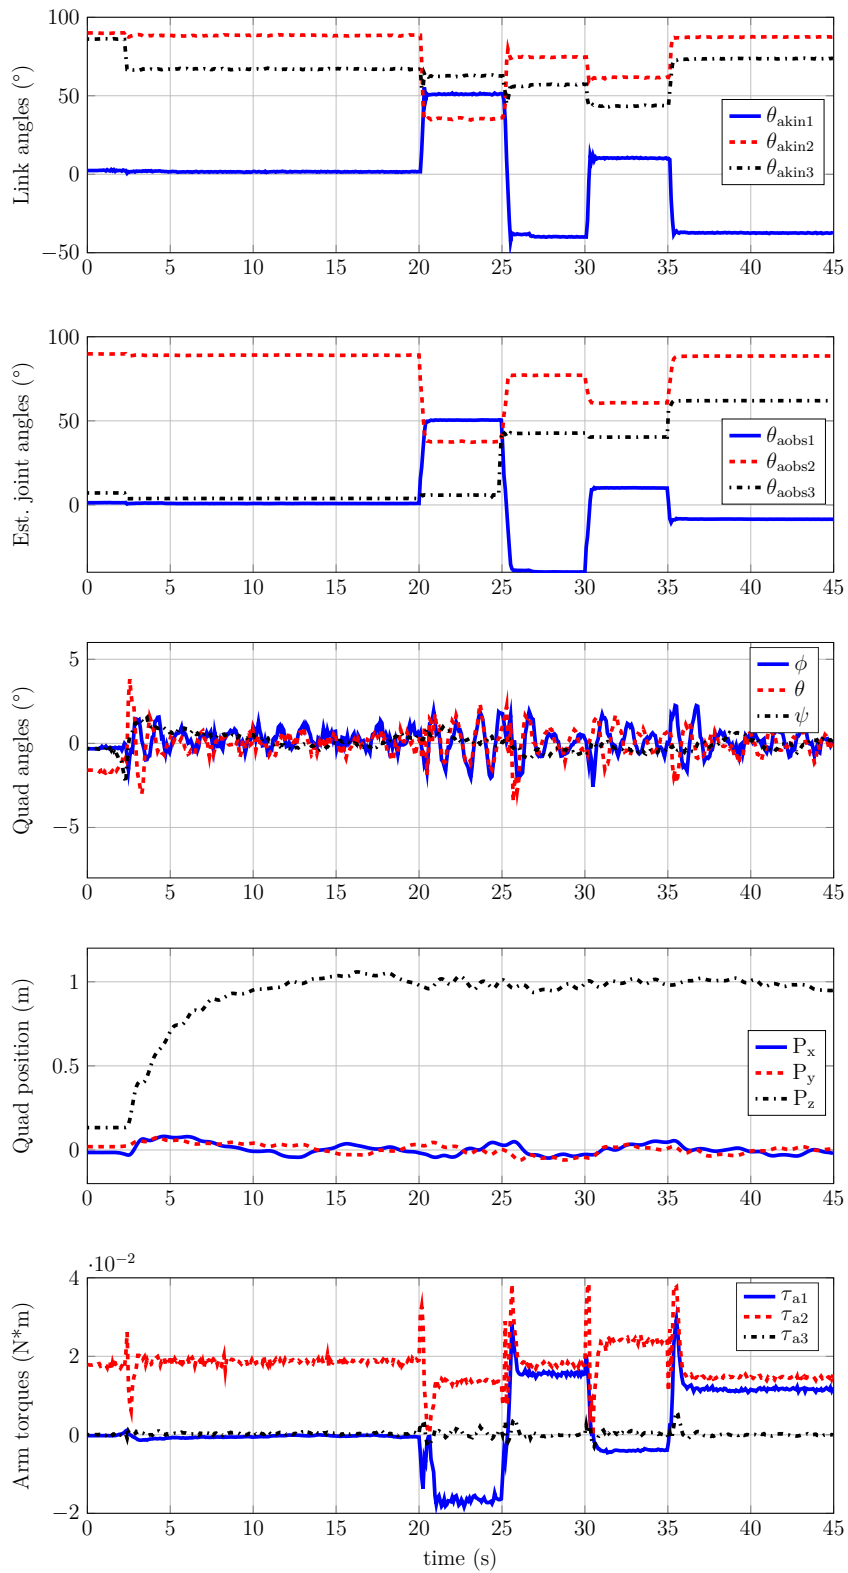 100
50
0
−50
Link angles (°)
θakin1
θakin2
θakin3
0 5 10 15 20 25 30 35 40 45
100
50
0
Est. joint angles (°)
θaobs1
θaobs2
θaobs3
0 5 10 15 20 25 30 35 40 45
5
0
−5
Quad angles (°)
ϕ
θ
ψ
0 5 10 15 20 25 30 35 40 45
1
0.5
0
Quad position (m)
Px
Py
Pz
0 5 10 15 20 25 30 35 40 45
·10−2
4
2
0
−2
Arm torques (N*m)
τa1
τa2
τa3
0 5 10 15 20 25 30 35 40 45
time (s)